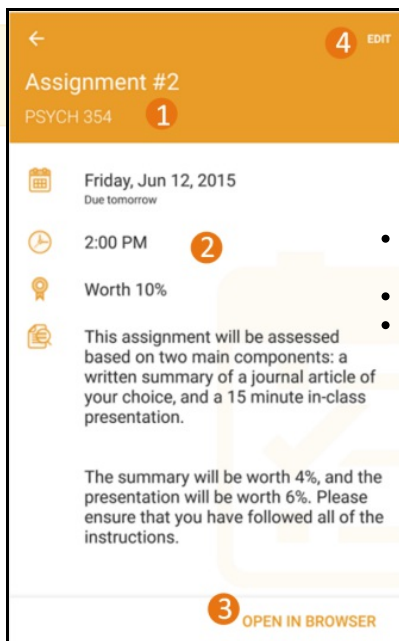 4 EDIT
Assignment #2
PSYCH 354 1
Friday, Jun 12, 2015
Due tomorrow
2:00 PM 2
Worth 10%
This assignment will be assessed
based on two main components: a
written summary of a journal article of
your choice, and a 15 minute in-class
presentation.
The summary will be worth 4%, and the
presentation will be worth 6%. Please
ensure that you have followed all of the
instructions.
3 OPEN IN BROWSER